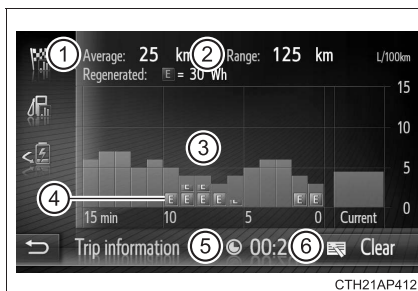 1 Average: 25 km 2 Range: 125 km L/100km
Regenerated: E = 30 Wh
15
10
3
5
4 E E E E E E
15 min 10 5 0 Current 0
Trip information 5 00:2 6 Clear
CTH21AP412